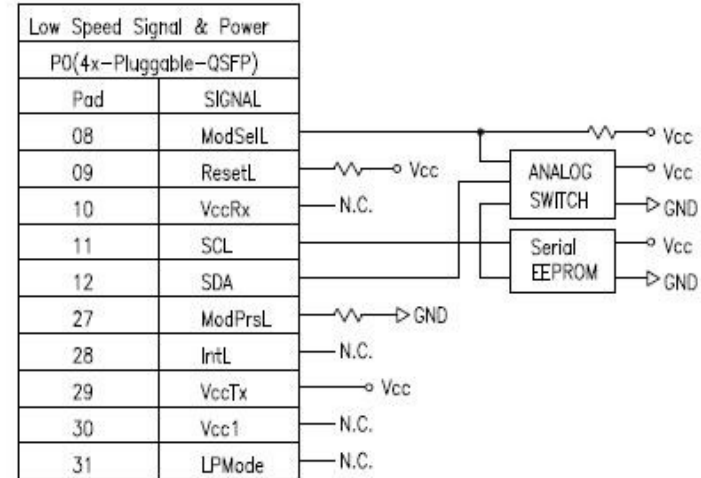 Low Speed Signal & Power
P0(4x-Pluggable-QSFP)
Pad SIGNAL
08 ModSelL Vcc
09 ResetL Vcc ANALOG Vcc
SWITCH GND
10 VccRx N.C.
11 SCL Serial Vcc
EEPROM GND
12 SDA
27 ModPrsL GND
28 IntL N.C.
29 VccTx Vcc
30 Vcc1 N.C.
31 LPMode N.C.